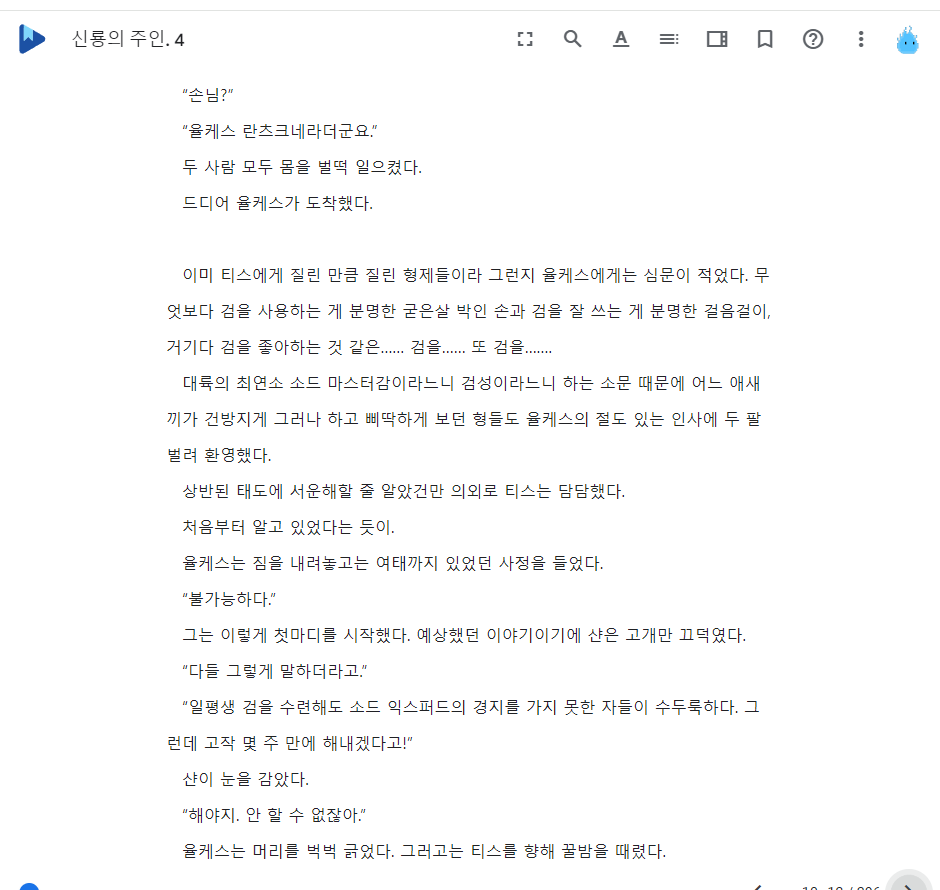 신룡의 주인. 4
"손님?"
"율케스 란츠크네라더군요."
두 사람 모두 몸을 벌떡 일으켰다.
드디어 율케스가 도착했다.
이미 티스에게 질린 만큼 질린 형제들이라 그런지 율케스에게는 심문이 적었다. 무
엇보다 검을 사용하는 게 분명한 굳은살 박인 손과 검을 잘 쓰는 게 분명한 걸음걸이,
거기다 검을 좋아하는 것 같은...... 검을...... 또 검을.......
대륙의 최연소 소드 마스터감이라느니 검성이라느니 하는 소문 때문에 어느 애새
끼가 건방지게 그러나 하고 삐딱하게 보던 형들도 율케스의 절도 있는 인사에 두 팔
벌려 환영했다.
상반된 태도에 서운해할 줄 알았건만 의외로 티스는 담담했다.
처음부터 알고 있었다는 듯이.
율케스는 짐을 내려놓고는 여태까지 있었던 사정을 들었다.
"불가능하다."
그는 이렇게 첫마디를 시작했다. 예상했던 이야기이기에 샨은 고개만 끄덕였다.
"다들 그렇게 말하더라고."
"일평생 검을 수련해도 소드 익스퍼드의 경지를 가지 못한 자들이 수두룩하다. 그
런데 고작 몇 주 만에 해내겠다고!"
샨이 눈을 감았다.
"해야지. 안 할 수 없잖아."
율케스는 머리를 벅벅 긁었다. 그러고는 티스를 향해 꿀밤을 때렸다.